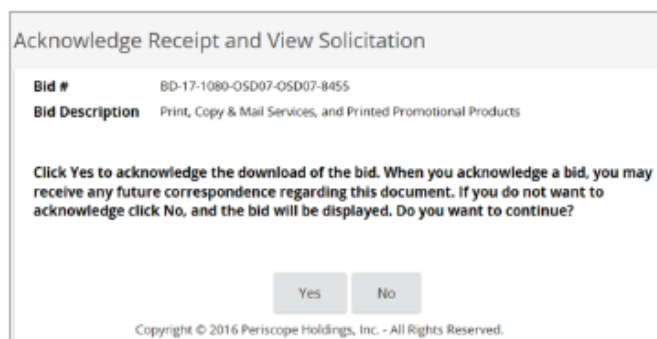 Acknowledge Receipt and View Solicitation
Bid # BD-17-1080-OSD07-OSD07-8455
Bid Description Print, Copy & Mail Services, and Printed Promotional Products
Click Yes to acknowledge the download of the bid. When you acknowledge a bid, you may
receive any future correspondence regarding this document. If you do not want to
acknowledge click No, and the bid will be displayed. Do you want to continue?
Yes No
Copyright © 2016 Periscope Holdings, Inc. - All Rights Reserved.